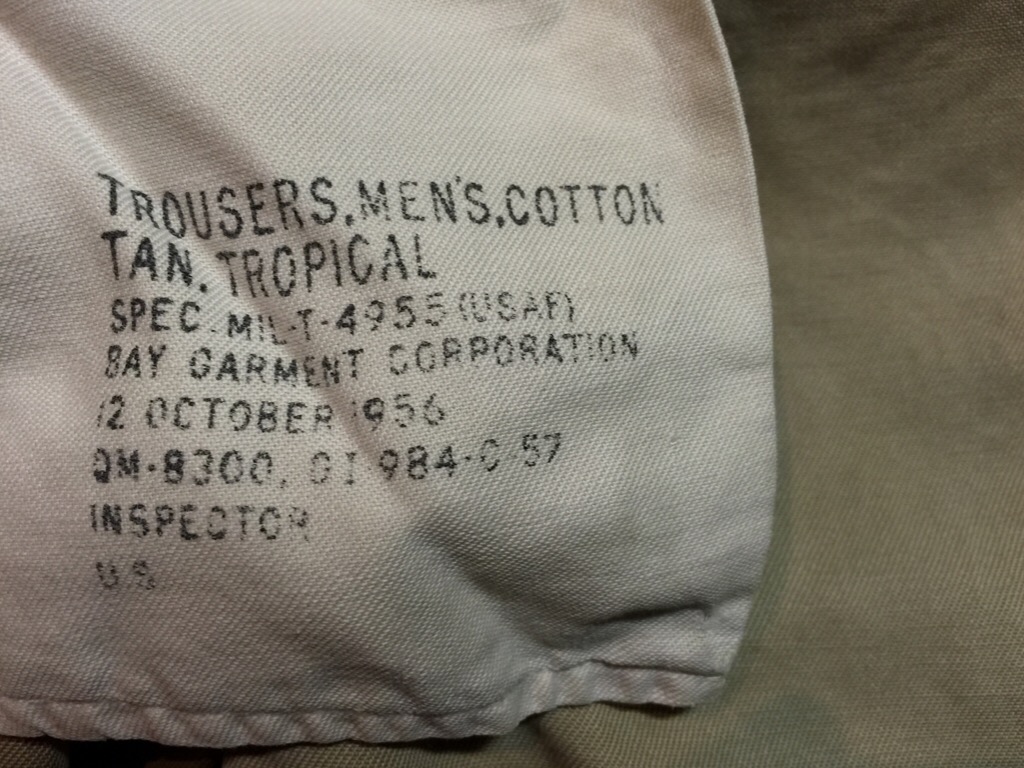 TROUSERS, MEN'S, COTTON
TAN, TROPICAL
SPEC. MIL-T-4955 (USAF)
BAY GARMENT CORPORATION
12 OCTOBER 1956
QM-8300, OI 984-C-57
INSPECTOR
U S